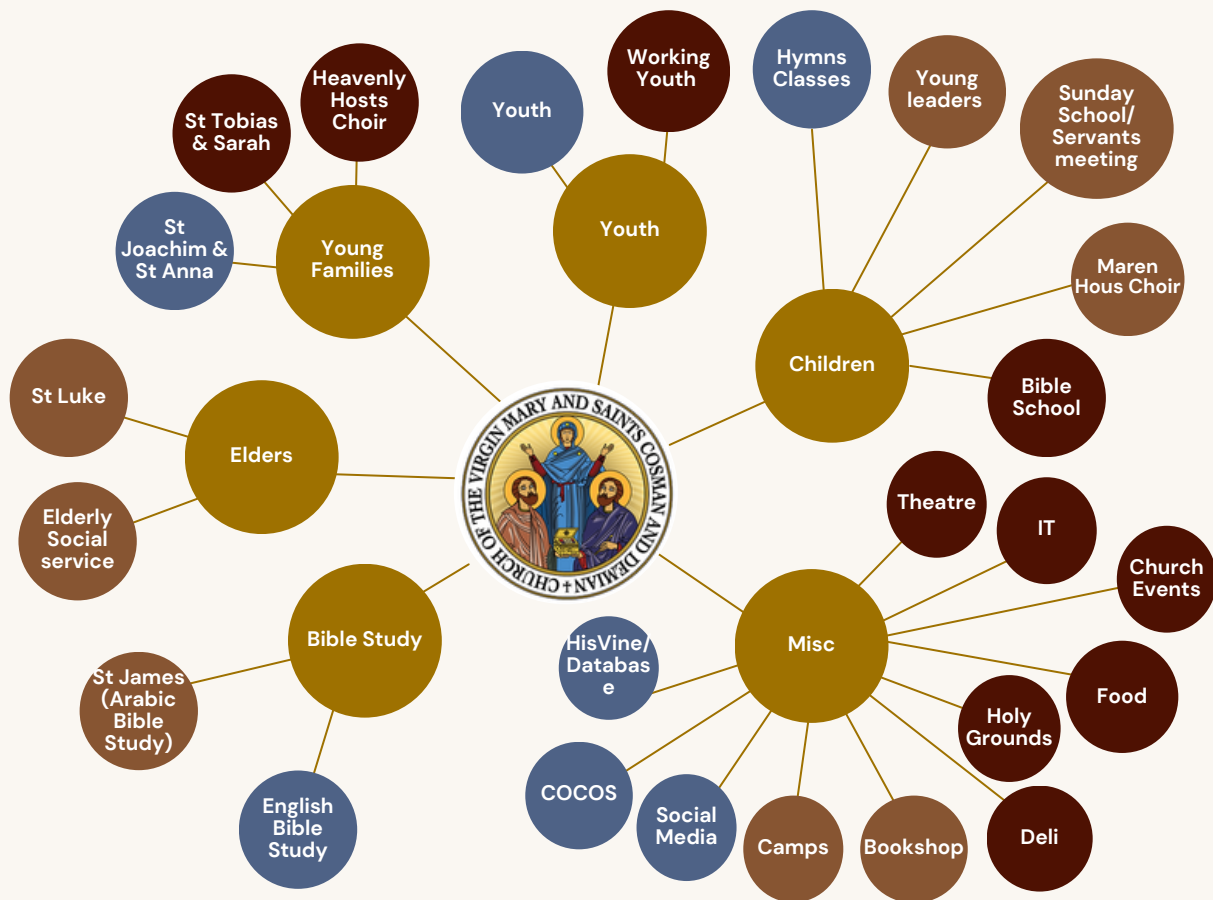 Heavenly
Hosts
Choir
St Tobias
& Sarah
St
Joachim &
St Anna
Young
Families
Youth
Working
Youth
Youth
Hymns
Classes
Young
leaders
Sunday
School/
Servants
meeting
Maren
Hous Choir
Bible
School
Children
St Luke
Elderly
Social
service
Elders
CHURCH OF THE VIRGIN MARY AND SAINTS COSMAN AND DEMIAN
Bible Study
St James
(Arabic
Bible
Study)
English
Bible
Study
Theatre
IT
Church
Events
Food
Holy
Grounds
Deli
Misc
HisVine/
Databas
e
COCOS
Social
Media
Camps
Bookshop